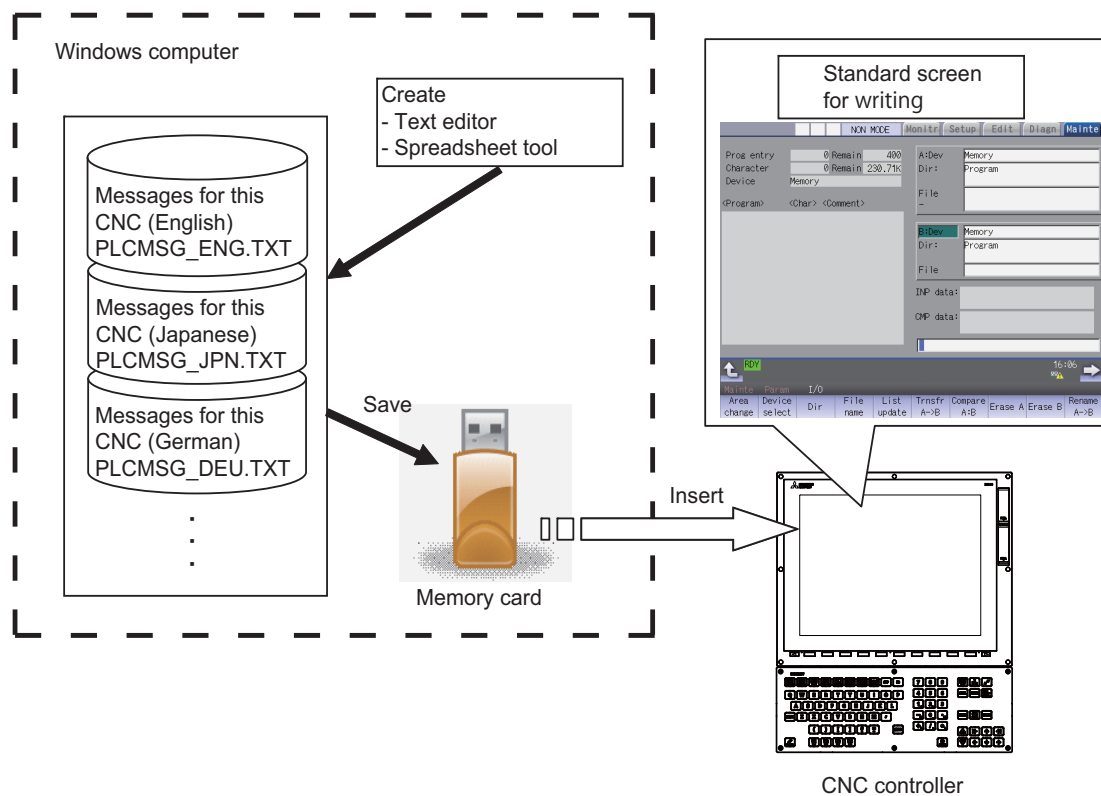 Windows computer
Create
- Text editor
- Spreadsheet tool
Messages for this
CNC (English)
PLCMSG_ENG.TXT
Messages for this
CNC (Japanese)
PLCMSG_JPN.TXT
Messages for this
CNC (German)
PLCMSG_DEU.TXT
Save
Memory card
Insert
Standard screen
for writing
NON MODE Monitr Setup Edit Diagn Mainte
Prog entry 0 Remain 400
Character 0 Remain 230.71K
Device Memory
<Program> <Char> <Comment>
A:Dev Memory
Dir: Program
File
-
B:Dev Memory
Dir: Program
File
INP data:
CMP data:
RDY
16:06
Mainte Param I/O
Area change
Device select
Dir
File name
List update
Trnsfr A->B
Compare A:B
Erase A
Erase B
Rename A->B
CNC controller